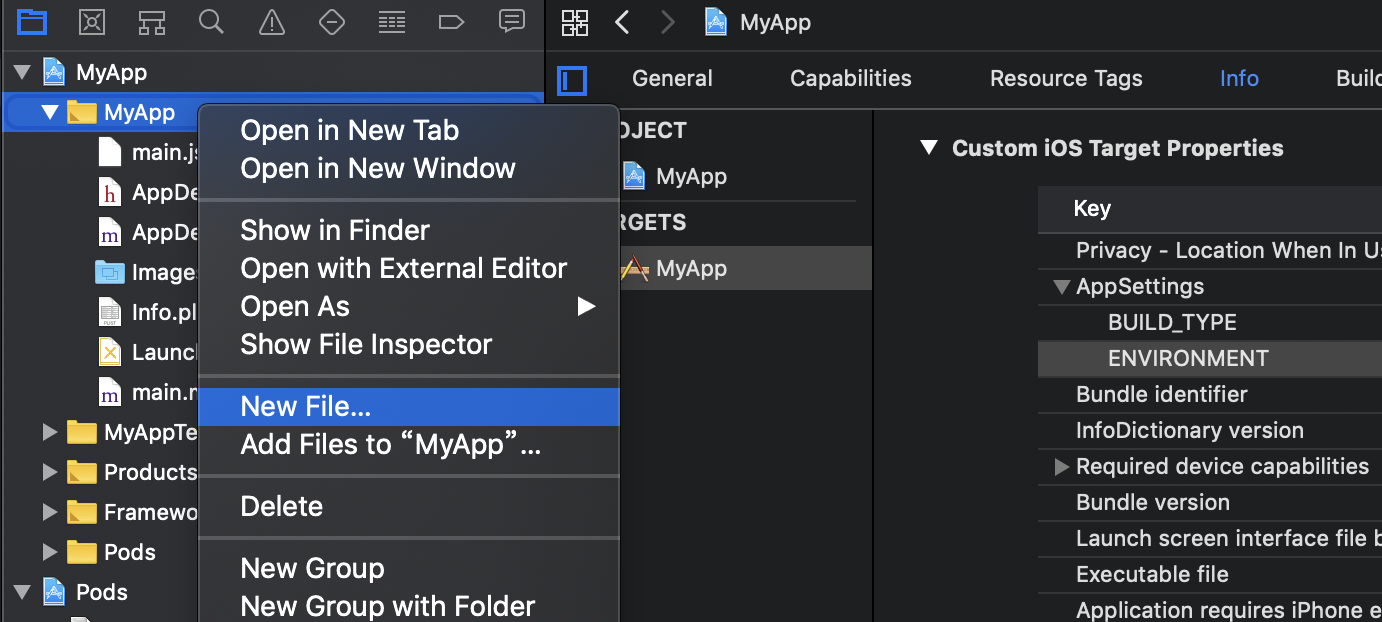 MyApp
General
Capabilities
Resource Tags
Info
MyApp
MyApp
main.
AppDe
AppDe
Images
Info.pl
Launc
main.
MyAppTe
Products
Framewo
Pods
Pods
Open in New Tab
Open in New Window
Show in Finder
Open with External Editor
Open As
Show File Inspector
New File...
Add Files to “MyApp”...
Delete
New Group
New Group with Folder
OJECT
MyApp
RGETS
MyApp
Custom iOS Target Properties
Key
Privacy - Location When In Us
AppSettings
BUILD_TYPE
ENVIRONMENT
Bundle identifier
InfoDictionary version
Required device capabilities
Bundle version
Launch screen interface file b
Executable file
Application requires iPhone e